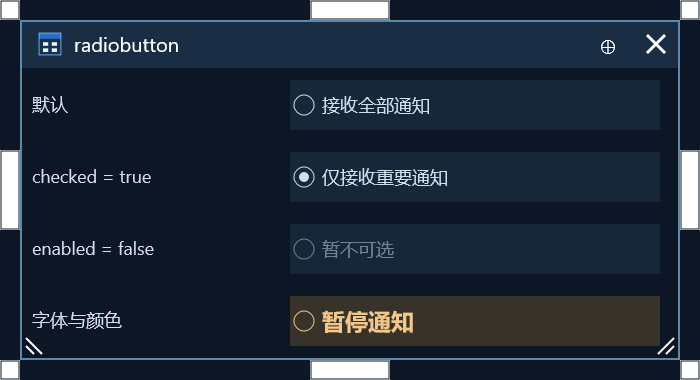 radiobutton
默认
接收全部通知
checked = true
仅接收重要通知
enabled = false
暂不可选
字体与颜色
暂停通知